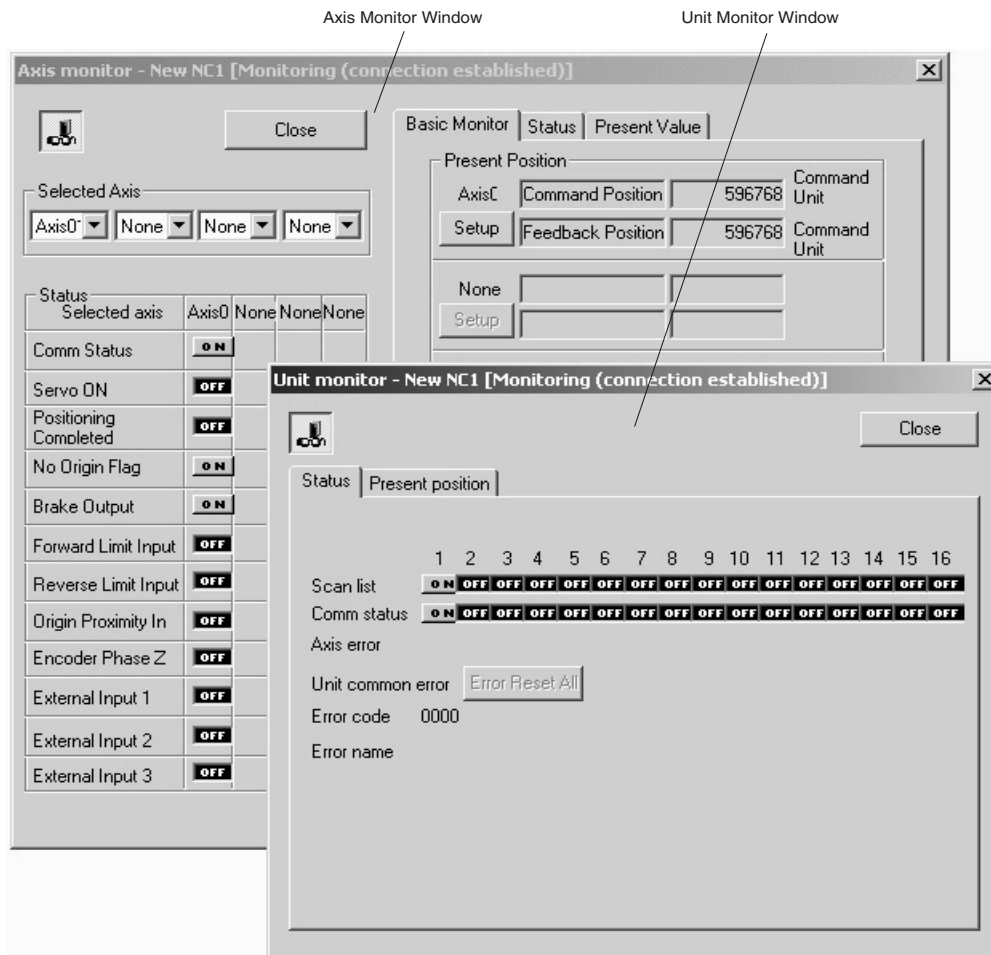 Axis Monitor Window
Unit Monitor Window
Axis monitor - New NC1 [Monitoring (connection established)]
Close
Basic Monitor Status Present Value
Present Position
Selected Axis
Axis0 None None None
AxisC Command Position 596768 Command Unit
Setup Feedback Position 596768 Command Unit
None
Setup
Status
Selected axis Axis0 None None None
Comm Status ON
Servo ON OFF
Positioning Completed OFF
No Origin Flag ON
Brake Output ON
Forward Limit Input OFF
Reverse Limit Input OFF
Origin Proximity In OFF
Encoder Phase Z OFF
External Input 1 OFF
External Input 2 OFF
External Input 3 OFF
Unit monitor - New NC1 [Monitoring (connection established)]
Close
Status Present position
1 2 3 4 5 6 7 8 9 10 11 12 13 14 15 16
Scan list ON OFF OFF OFF OFF OFF OFF OFF OFF OFF OFF OFF OFF OFF OFF OFF
Comm status ON OFF OFF OFF OFF OFF OFF OFF OFF OFF OFF OFF OFF OFF OFF OFF
Axis error
Unit common error Error Reset All
Error code 0000
Error name